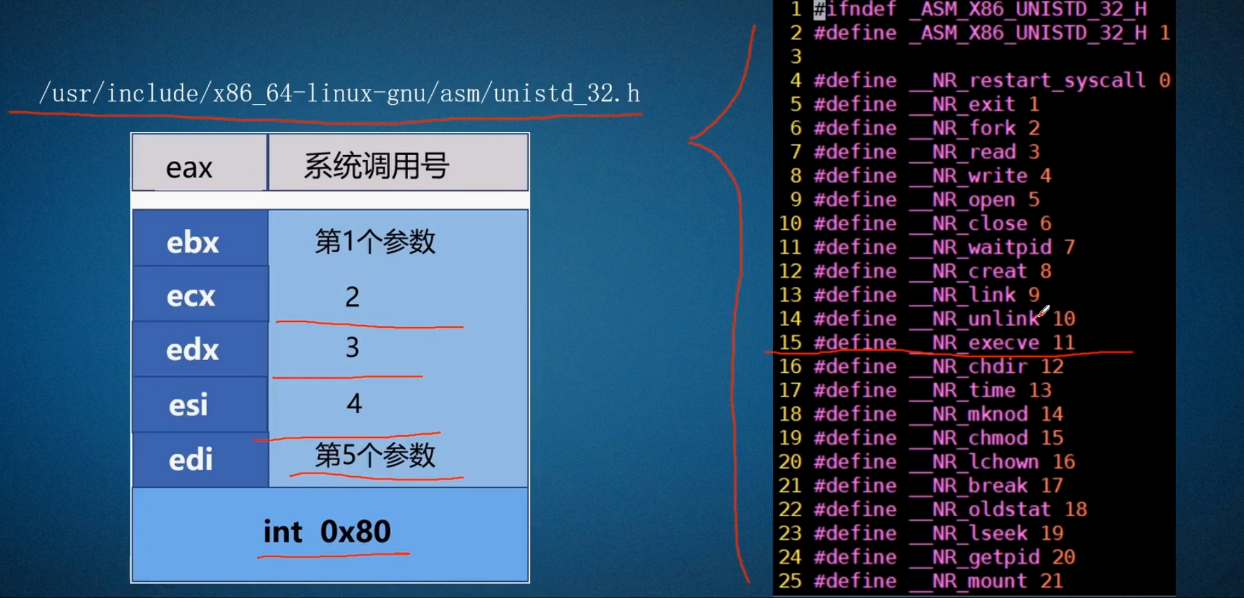 /usr/include/x86_64-linux-gnu/asm/unistd_32.h
eax 系统调用号
ebx 第1个参数
ecx 2
edx 3
esi 4
edi 第5个参数
int 0x80
1 #ifndef _ASM_X86_UNISTD_32_H
2 #define _ASM_X86_UNISTD_32_H 1
3
4 #define __NR_restart_syscall 0
5 #define __NR_exit 1
6 #define __NR_fork 2
7 #define __NR_read 3
8 #define __NR_write 4
9 #define __NR_open 5
10 #define __NR_close 6
11 #define __NR_waitpid 7
12 #define __NR_creat 8
13 #define __NR_link 9
14 #define __NR_unlink 10
15 #define __NR_execve 11
16 #define __NR_chdir 12
17 #define __NR_time 13
18 #define __NR_mknod 14
19 #define __NR_chmod 15
20 #define __NR_lchown 16
21 #define __NR_break 17
22 #define __NR_oldstat 18
23 #define __NR_lseek 19
24 #define __NR_getpid 20
25 #define __NR_mount 21